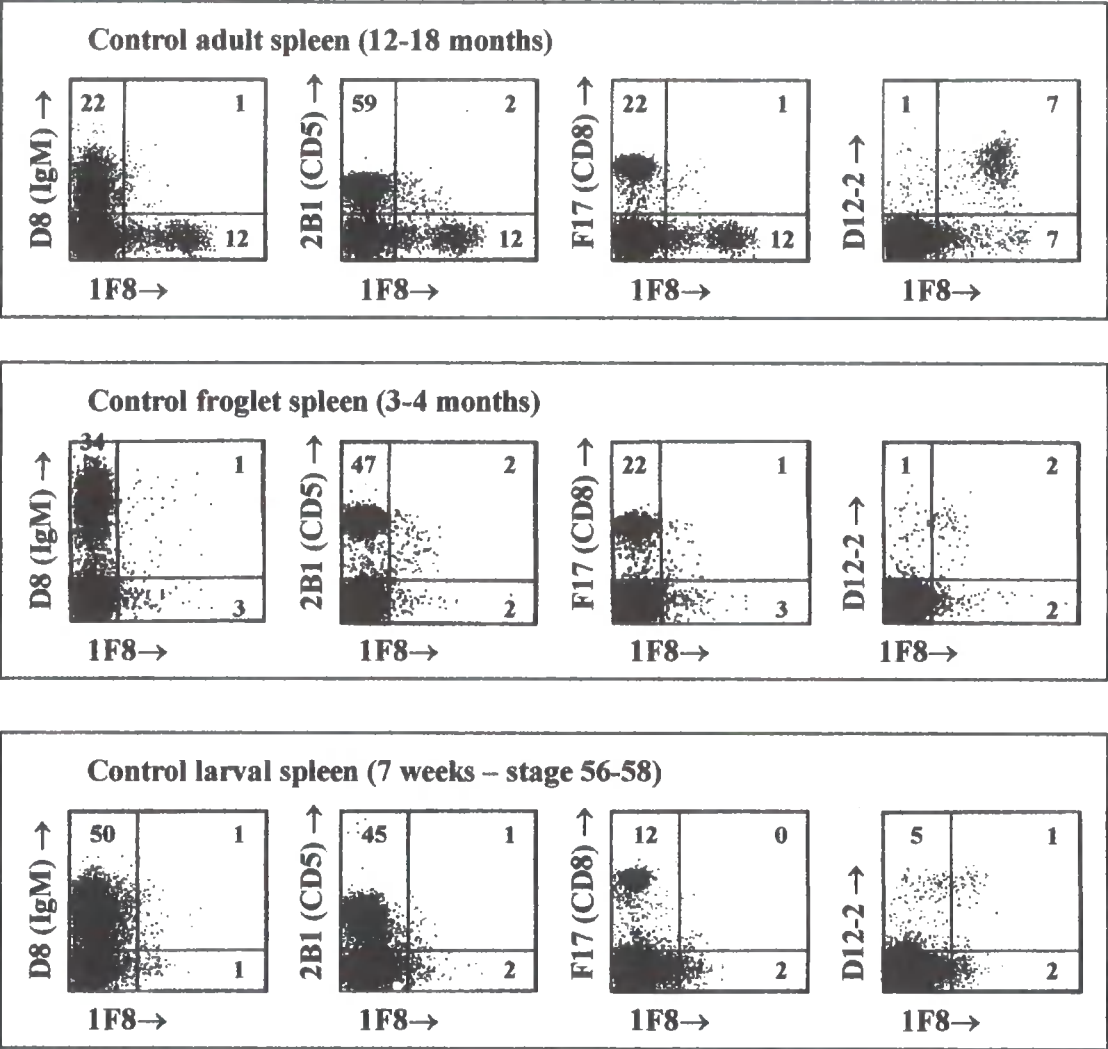 Control adult spleen (12-18 months)
D8 (IgM) →
22
1
12
1F8→
2B1 (CD5) →
59
2
12
1F8→
F17 (CD8) →
22
1
12
1F8→
D12-2 →
1
7
7
1F8→
Control froglet spleen (3-4 months)
D8 (IgM) →
34
1
3
1F8→
2B1 (CD5) →
47
2
2
1F8→
F17 (CD8) →
22
1
3
1F8→
D12-2 →
1
2
2
1F8→
Control larval spleen (7 weeks – stage 56-58)
D8 (IgM) →
50
1
1
1F8→
2B1 (CD5) →
45
1
2
1F8→
F17 (CD8) →
12
0
2
1F8→
D12-2 →
5
1
2
1F8→